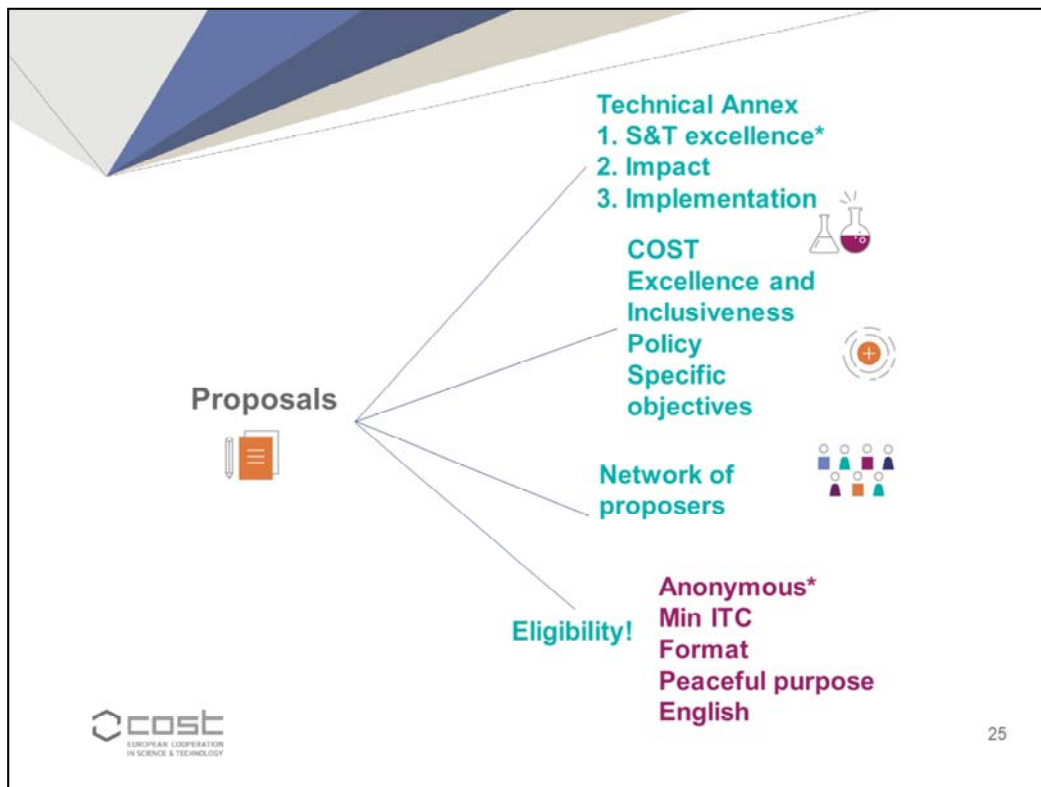 Technical Annex
1. S&T excellence*
2. Impact
3. Implementation
COST
Excellence and
Inclusiveness
Policy
Specific
objectives
Proposals
Network of
proposers
Eligibility!
Anonymous*
Min ITC
Format
Peaceful purpose
English
cost
EUROPEAN COOPERATION
IN SCIENCE & TECHNOLOGY
25